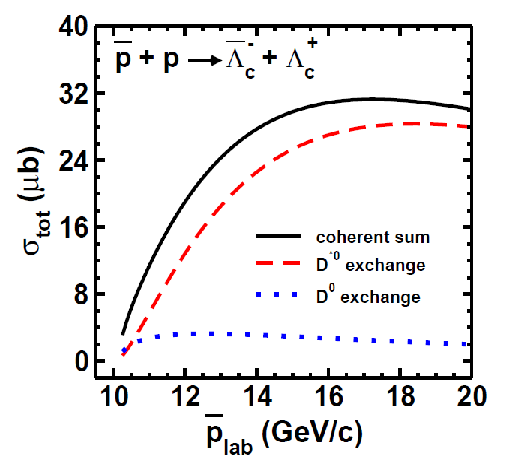 p̅ + p → Λ̅c⁻ + Λc⁺
40
32
24
16
8
0
σtot (μb)
coherent sum
D*0 exchange
D0 exchange
10 12 14 16 18 20
p̅lab (GeV/c)